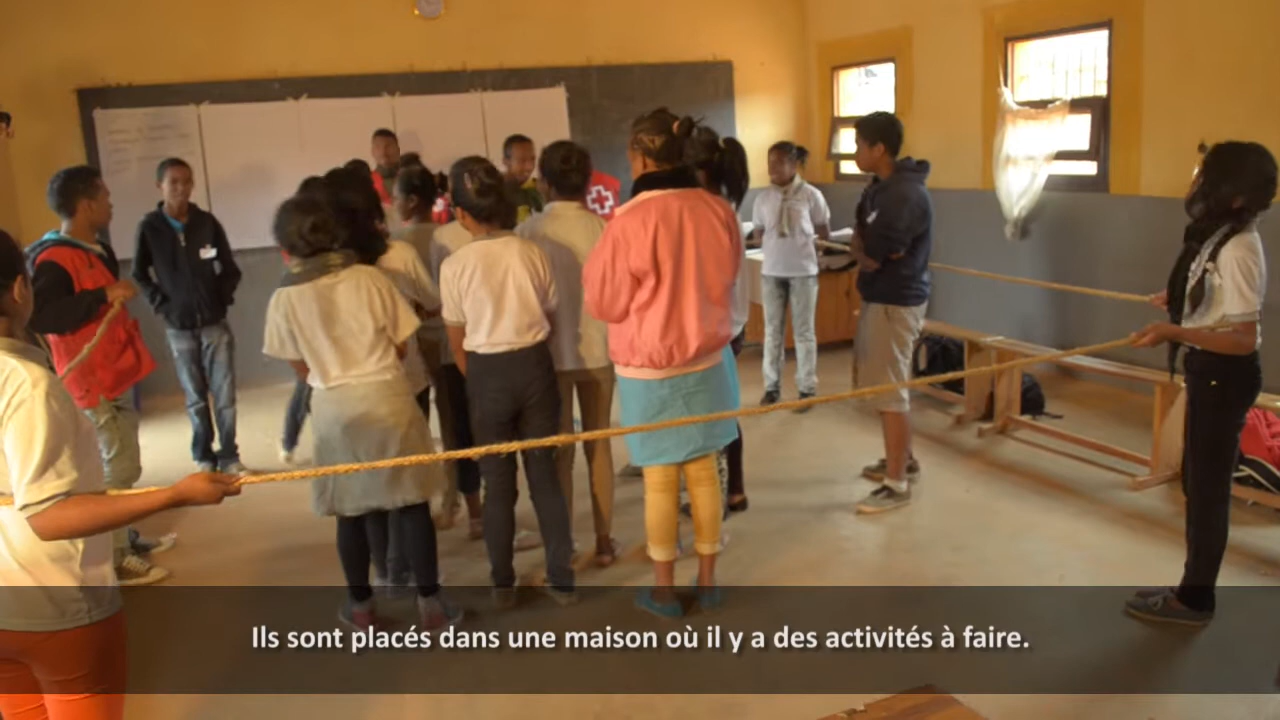 Ils sont placés dans une maison où il y a des activités à faire.